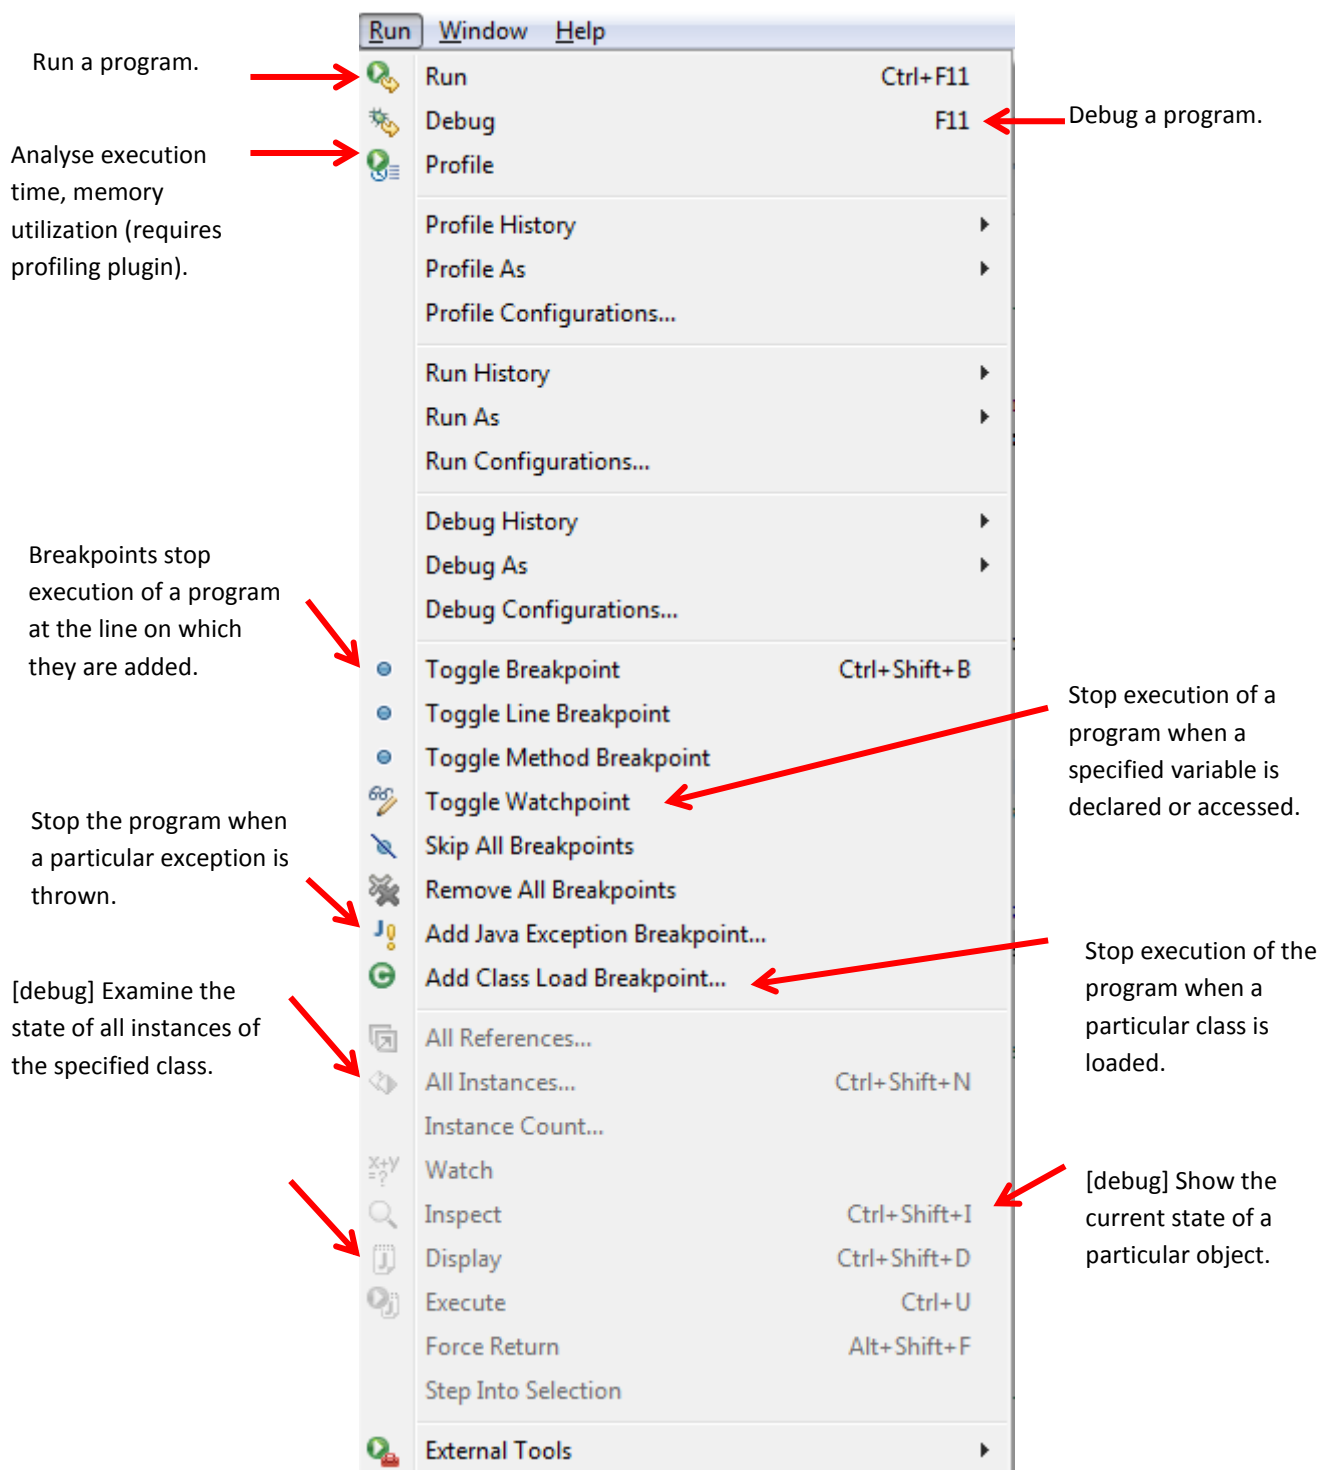 Run Window Help
Run a program.
Run Ctrl+F11
Debug F11
Debug a program.
Analyse execution
time, memory
utilization (requires
profiling plugin).
Profile
Profile History
Profile As
Profile Configurations...
Run History
Run As
Run Configurations...
Debug History
Debug As
Debug Configurations...
Breakpoints stop
execution of a program
at the line on which
they are added.
Toggle Breakpoint Ctrl+Shift+B
Toggle Line Breakpoint
Toggle Method Breakpoint
Toggle Watchpoint
Stop execution of a
program when a
specified variable is
declared or accessed.
Skip All Breakpoints
Remove All Breakpoints
Stop the program when
a particular exception is
thrown.
Add Java Exception Breakpoint...
Add Class Load Breakpoint...
Stop execution of the
program when a
particular class is
loaded.
[debug] Examine the
state of all instances of
the specified class.
All References...
All Instances... Ctrl+Shift+N
Instance Count...
Watch
Inspect Ctrl+Shift+I
[debug] Show the
current state of a
particular object.
Display Ctrl+Shift+D
Execute Ctrl+U
Force Return Alt+Shift+F
Step Into Selection
External Tools